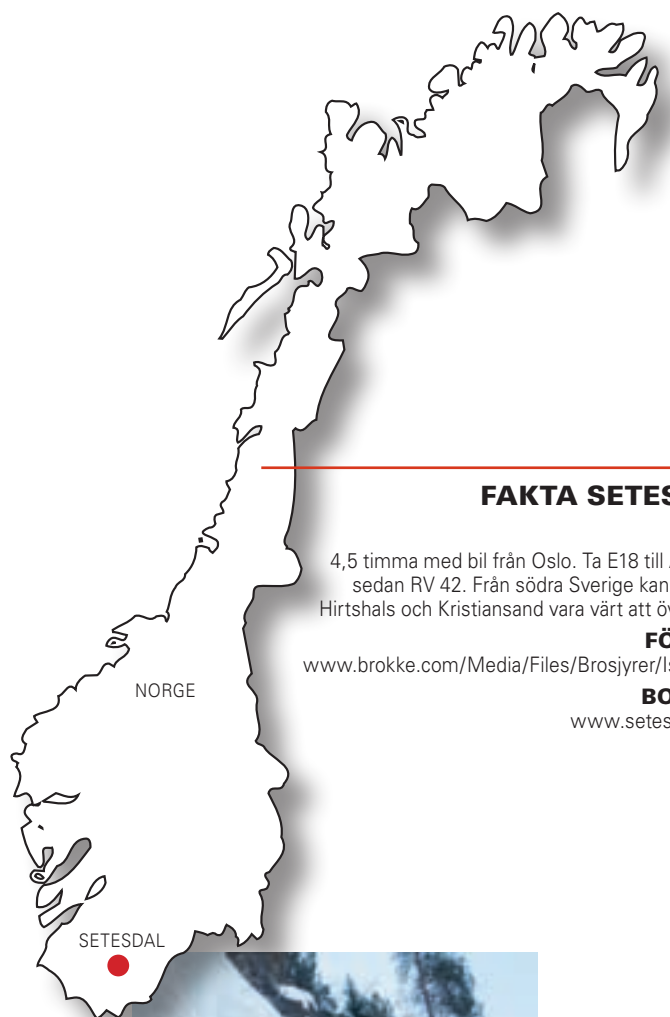 FAKTA SETES
4,5 timma med bil från Oslo. Ta E18 till
sedan RV 42. Från södra Sverige kan
Hirtshals och Kristiansand vara värt att öv
FÖ
www.brokke.com/Media/Files/Brosjyrer/Is
BO
www.setes
NORGE
SETESDAL